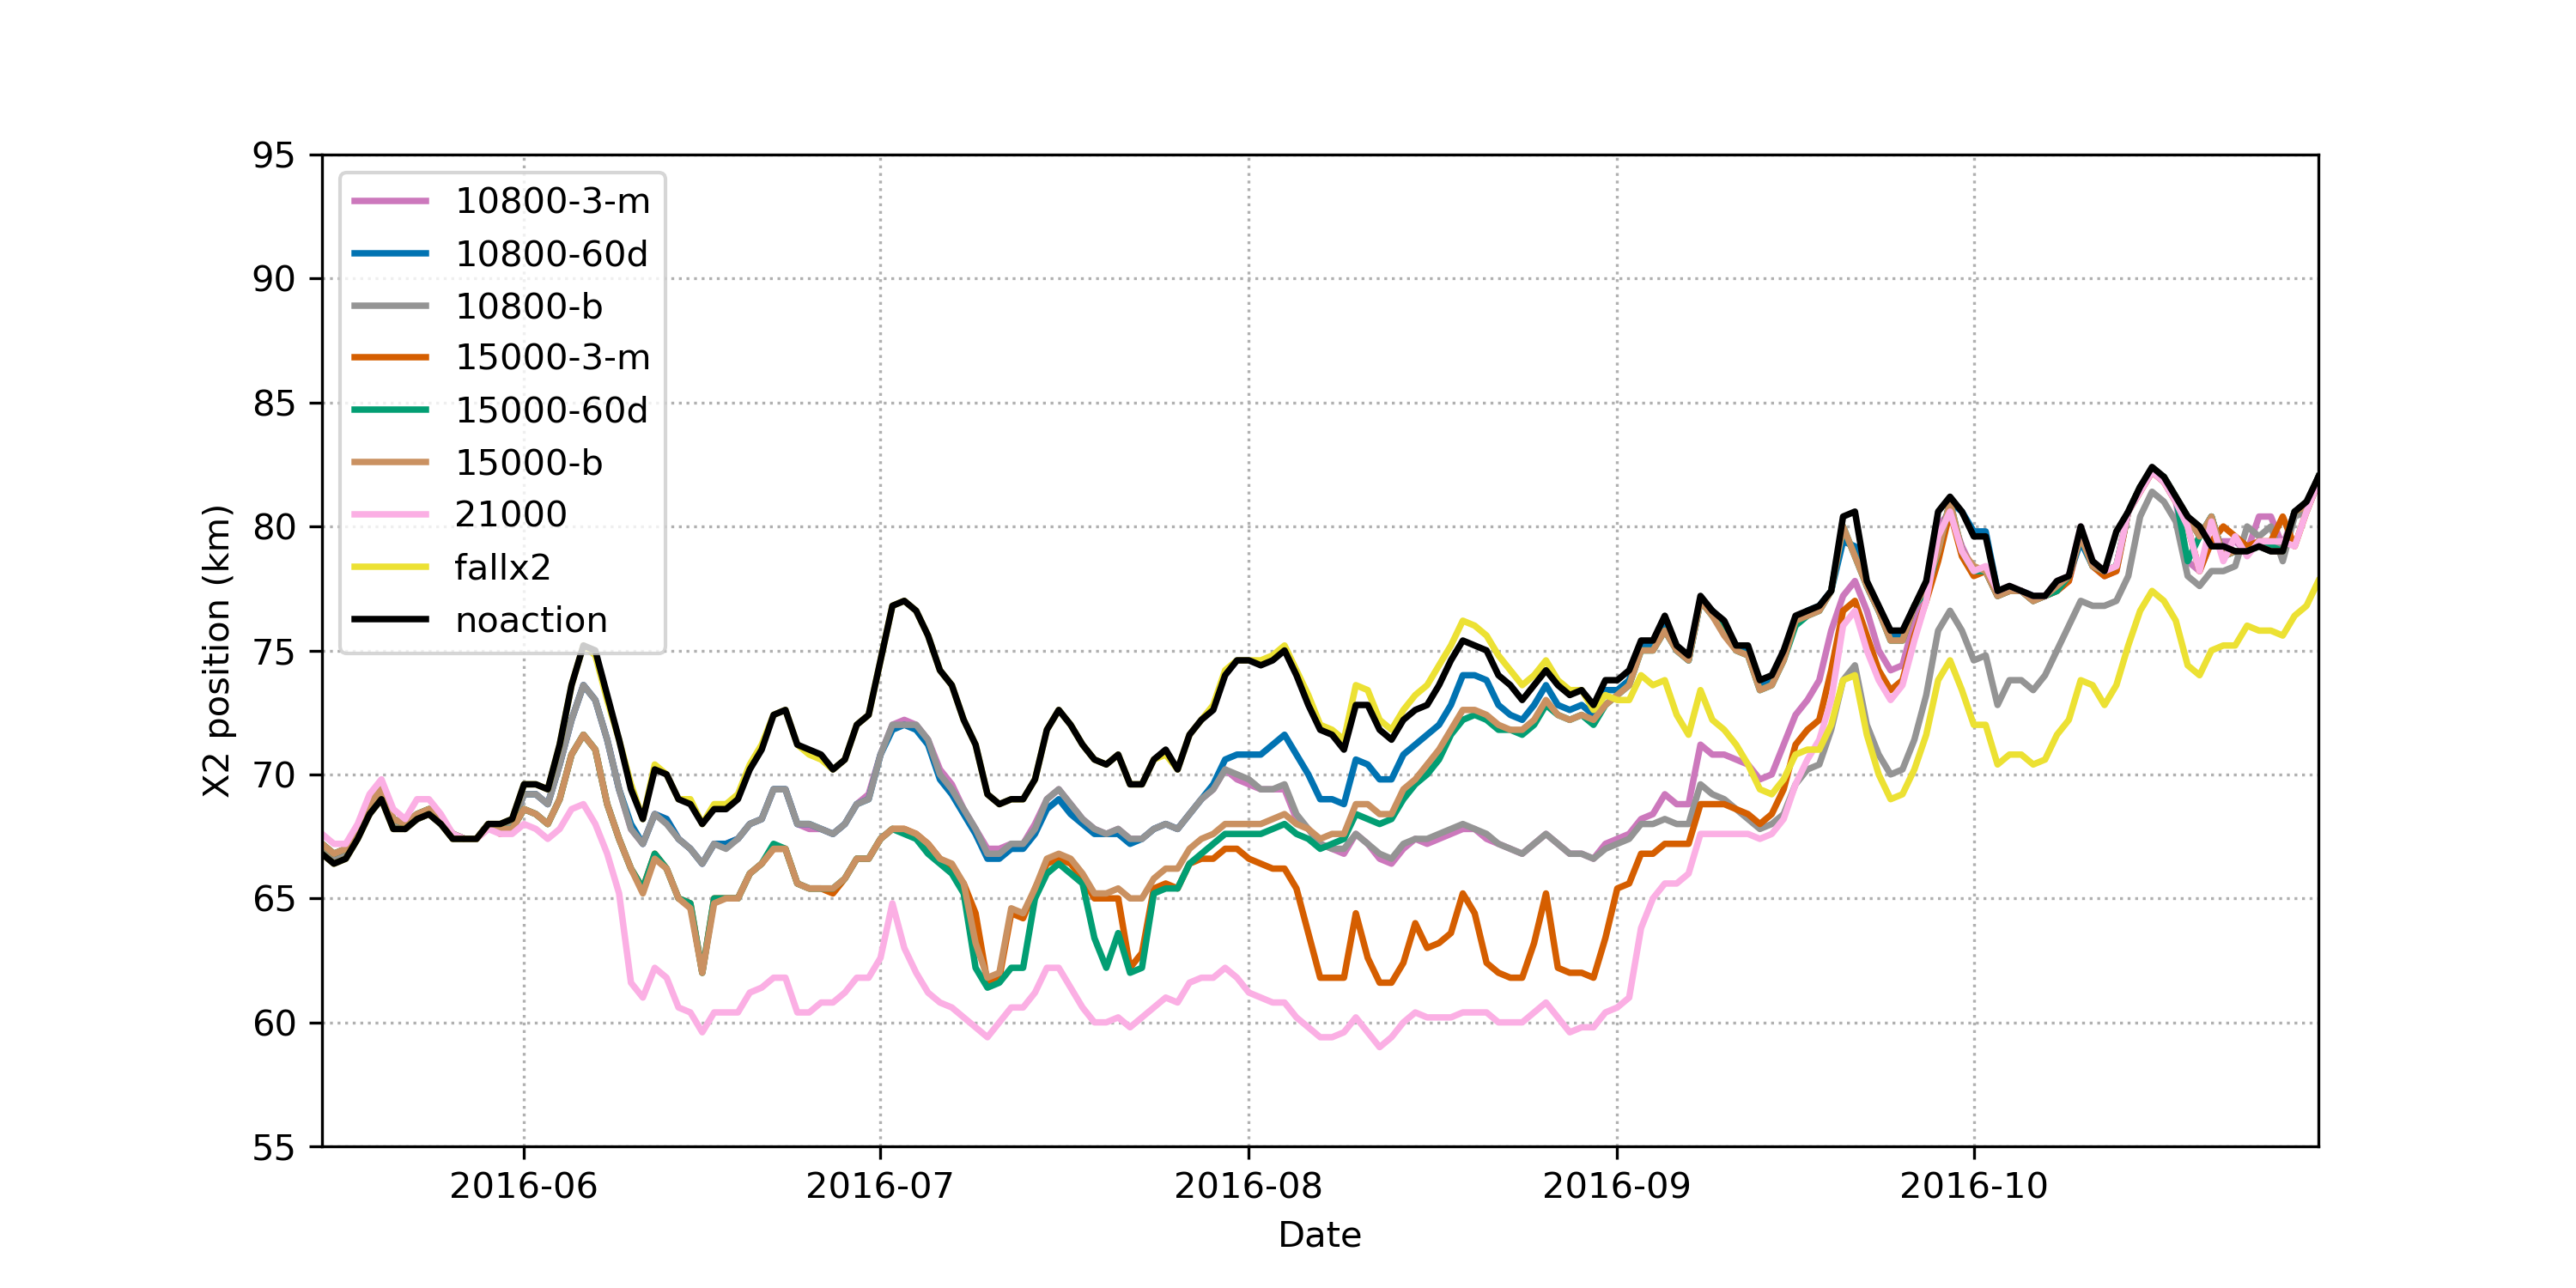 95
90
85
80
75
70
65
60
55
X2 position (km)
10800-3-m
10800-60d
10800-b
15000-3-m
15000-60d
15000-b
21000
fallx2
noaction
2016-06
2016-07
2016-08
2016-09
2016-10
Date